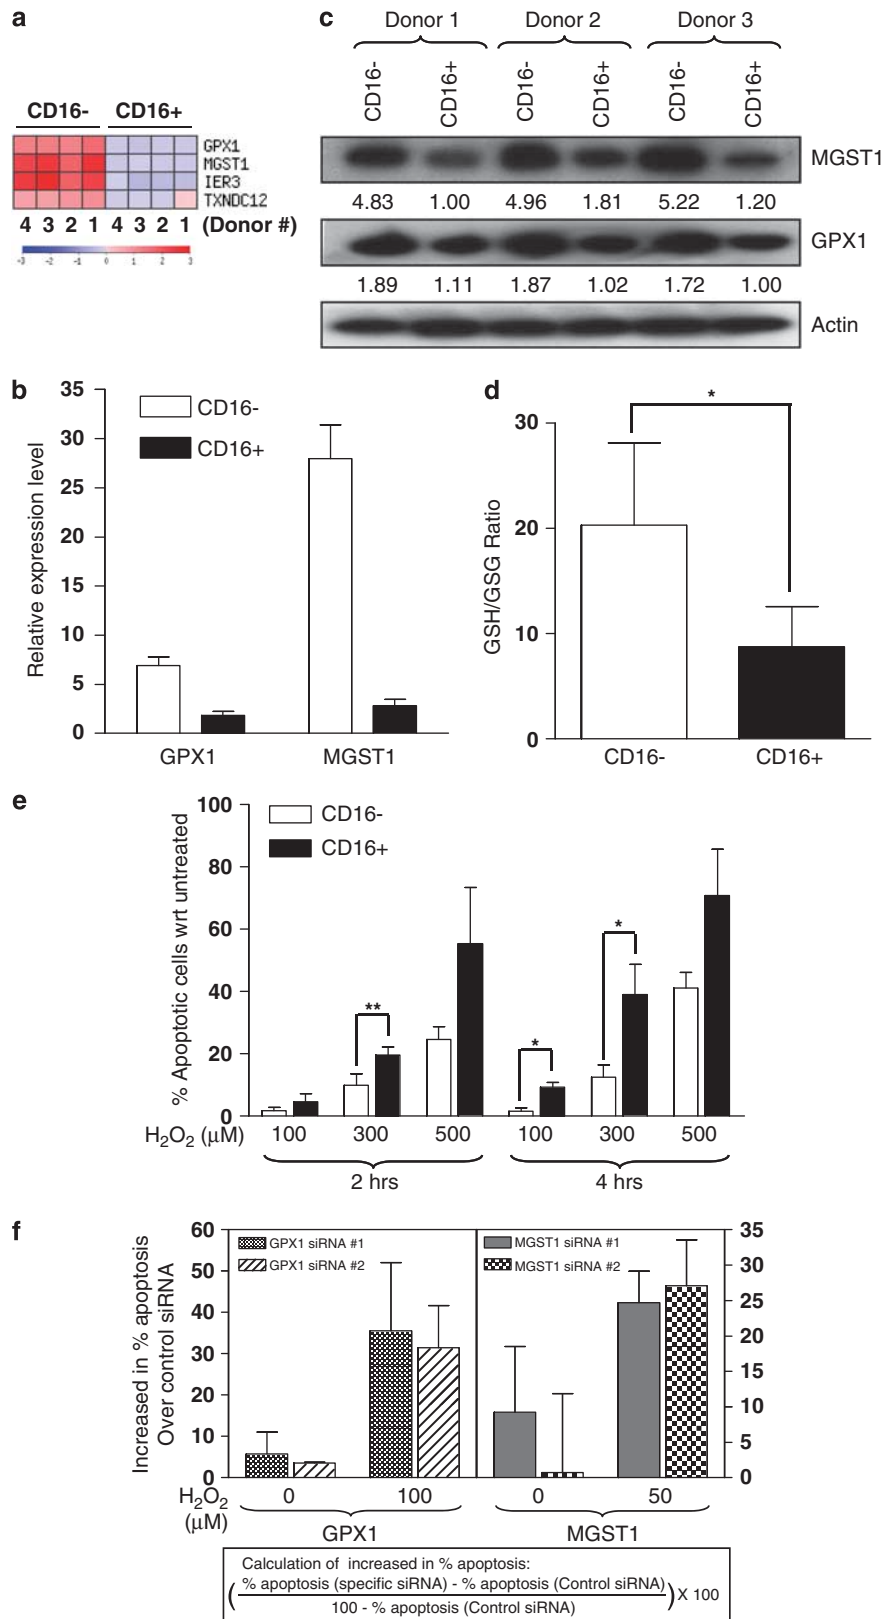 a
CD16- CD16+
GPX1
MGST1
IER3
TXNDC12
4 3 2 1 4 3 2 1 (Donor #)
-3 -2 -1 0 1 2 3
c
Donor 1 Donor 2 Donor 3
CD16- CD16+ CD16- CD16+ CD16- CD16+
MGST1
4.83 1.00 4.96 1.81 5.22 1.20
GPX1
1.89 1.11 1.87 1.02 1.72 1.00
Actin
b
Relative expression level
35
30
25
20
15
10
5
0
CD16-
CD16+
GPX1 MGST1
d
GSH/GSG Ratio
30
20
10
0
*
CD16- CD16+
e
% Apoptotic cells wrt untreated
100
80
60
40
20
0
CD16-
CD16+
**
*
*
H₂O₂ (μM) 100 300 500 100 300 500
2 hrs 4 hrs
f
Increased in % apoptosis
Over control siRNA
60
50
40
30
20
10
0
GPX1 siRNA #1
GPX1 siRNA #2
MGST1 siRNA #1
MGST1 siRNA #2
35
30
25
20
15
10
5
0
H₂O₂ 0 100 0 50
(μM)
GPX1 MGST1
Calculation of increased in % apoptosis:
(% apoptosis (specific siRNA) - % apoptosis (Control siRNA)
100 - % apoptosis (Control siRNA)) X 100